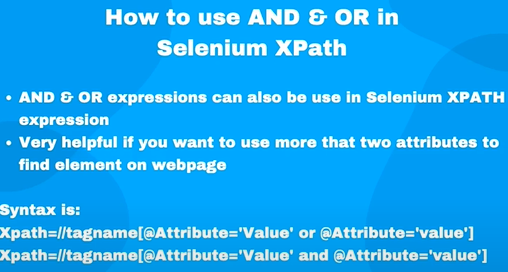 How to use AND & OR in
Selenium XPath
• AND & OR expressions can also be use in Selenium XPATH
expression
• Very helpful if you want to use more that two attributes to
find element on webpage
Syntax is:
Xpath=//tagname[@Attribute='Value' or @Attribute='value']
Xpath=//tagname[@Attribute='Value' and @Attribute='value']